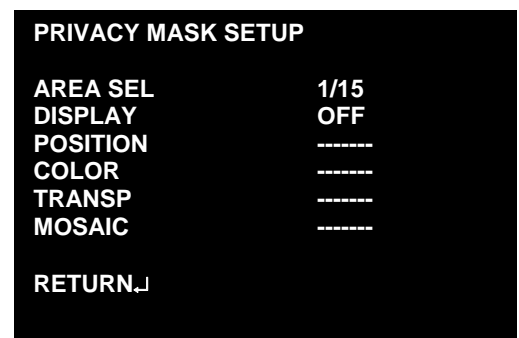 PRIVACY MASK SETUP
AREA SEL 1/15
DISPLAY OFF
POSITION -------
COLOR -------
TRANSP -------
MOSAIC -------
RETURN↵